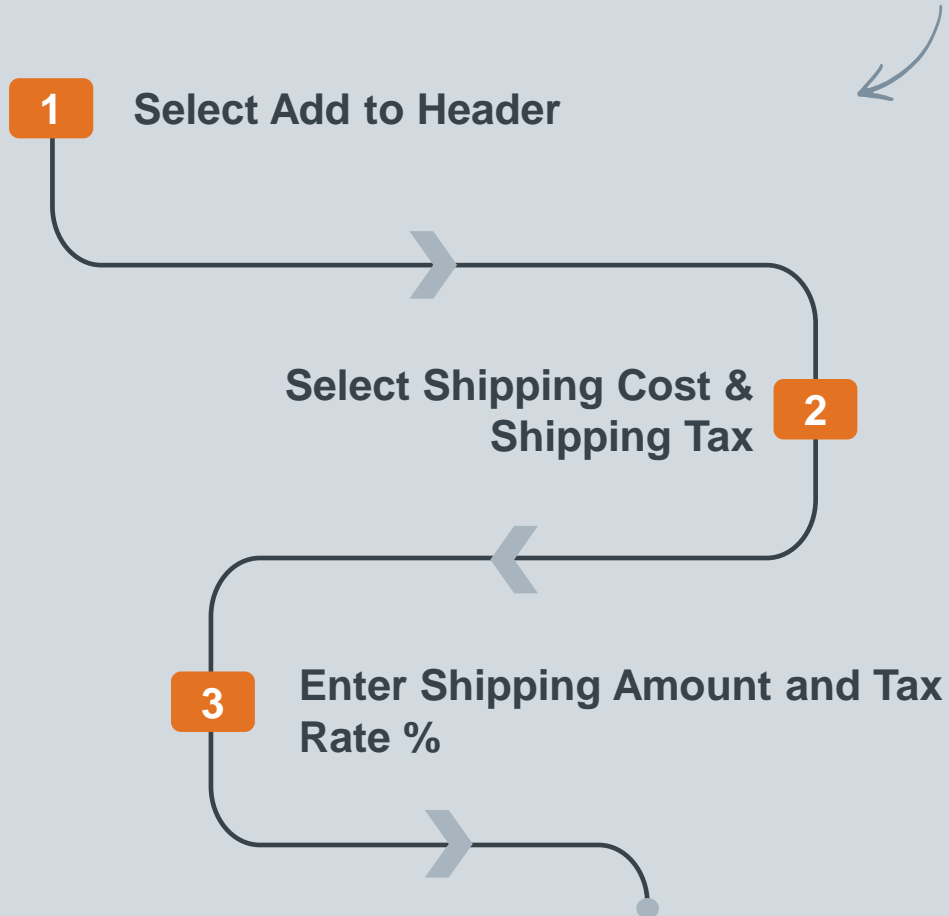 1
Select Add to Header
Select Shipping Cost &
Shipping Tax
2
3
Enter Shipping Amount and Tax
Rate %